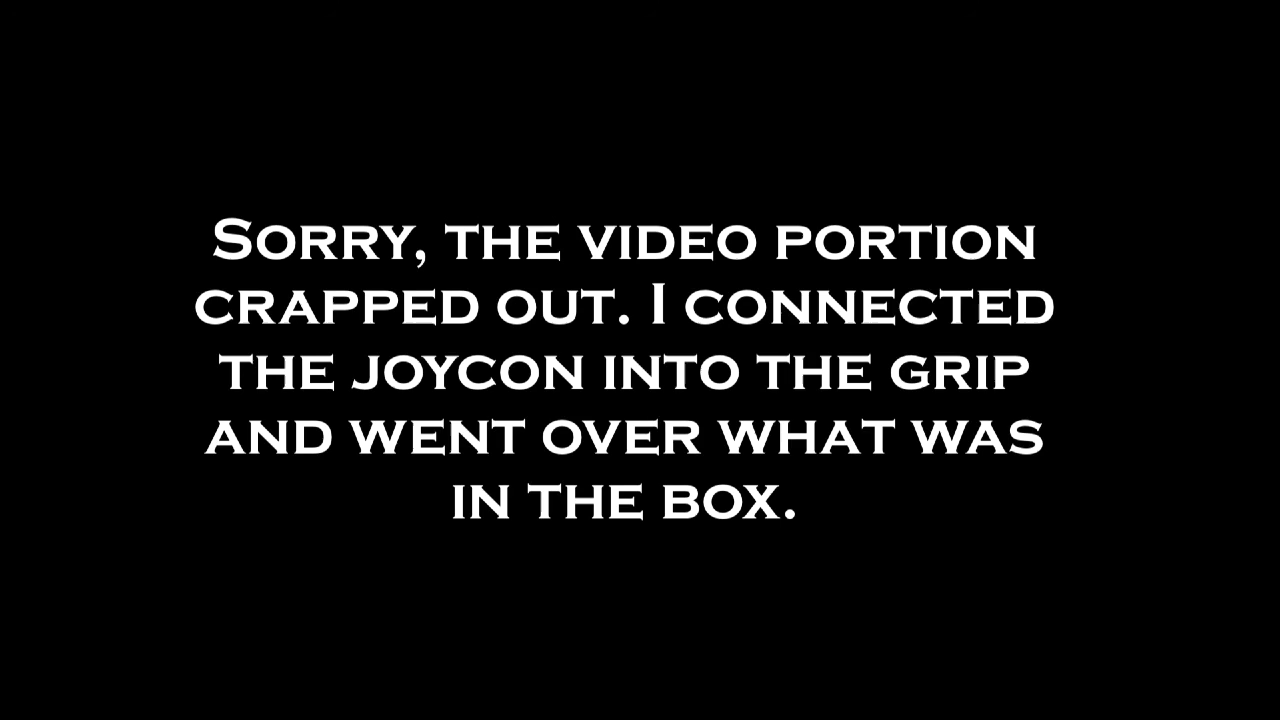 Sorry, the video portion
crapped out. I connected
the joycon into the grip
and went over what was
in the box.